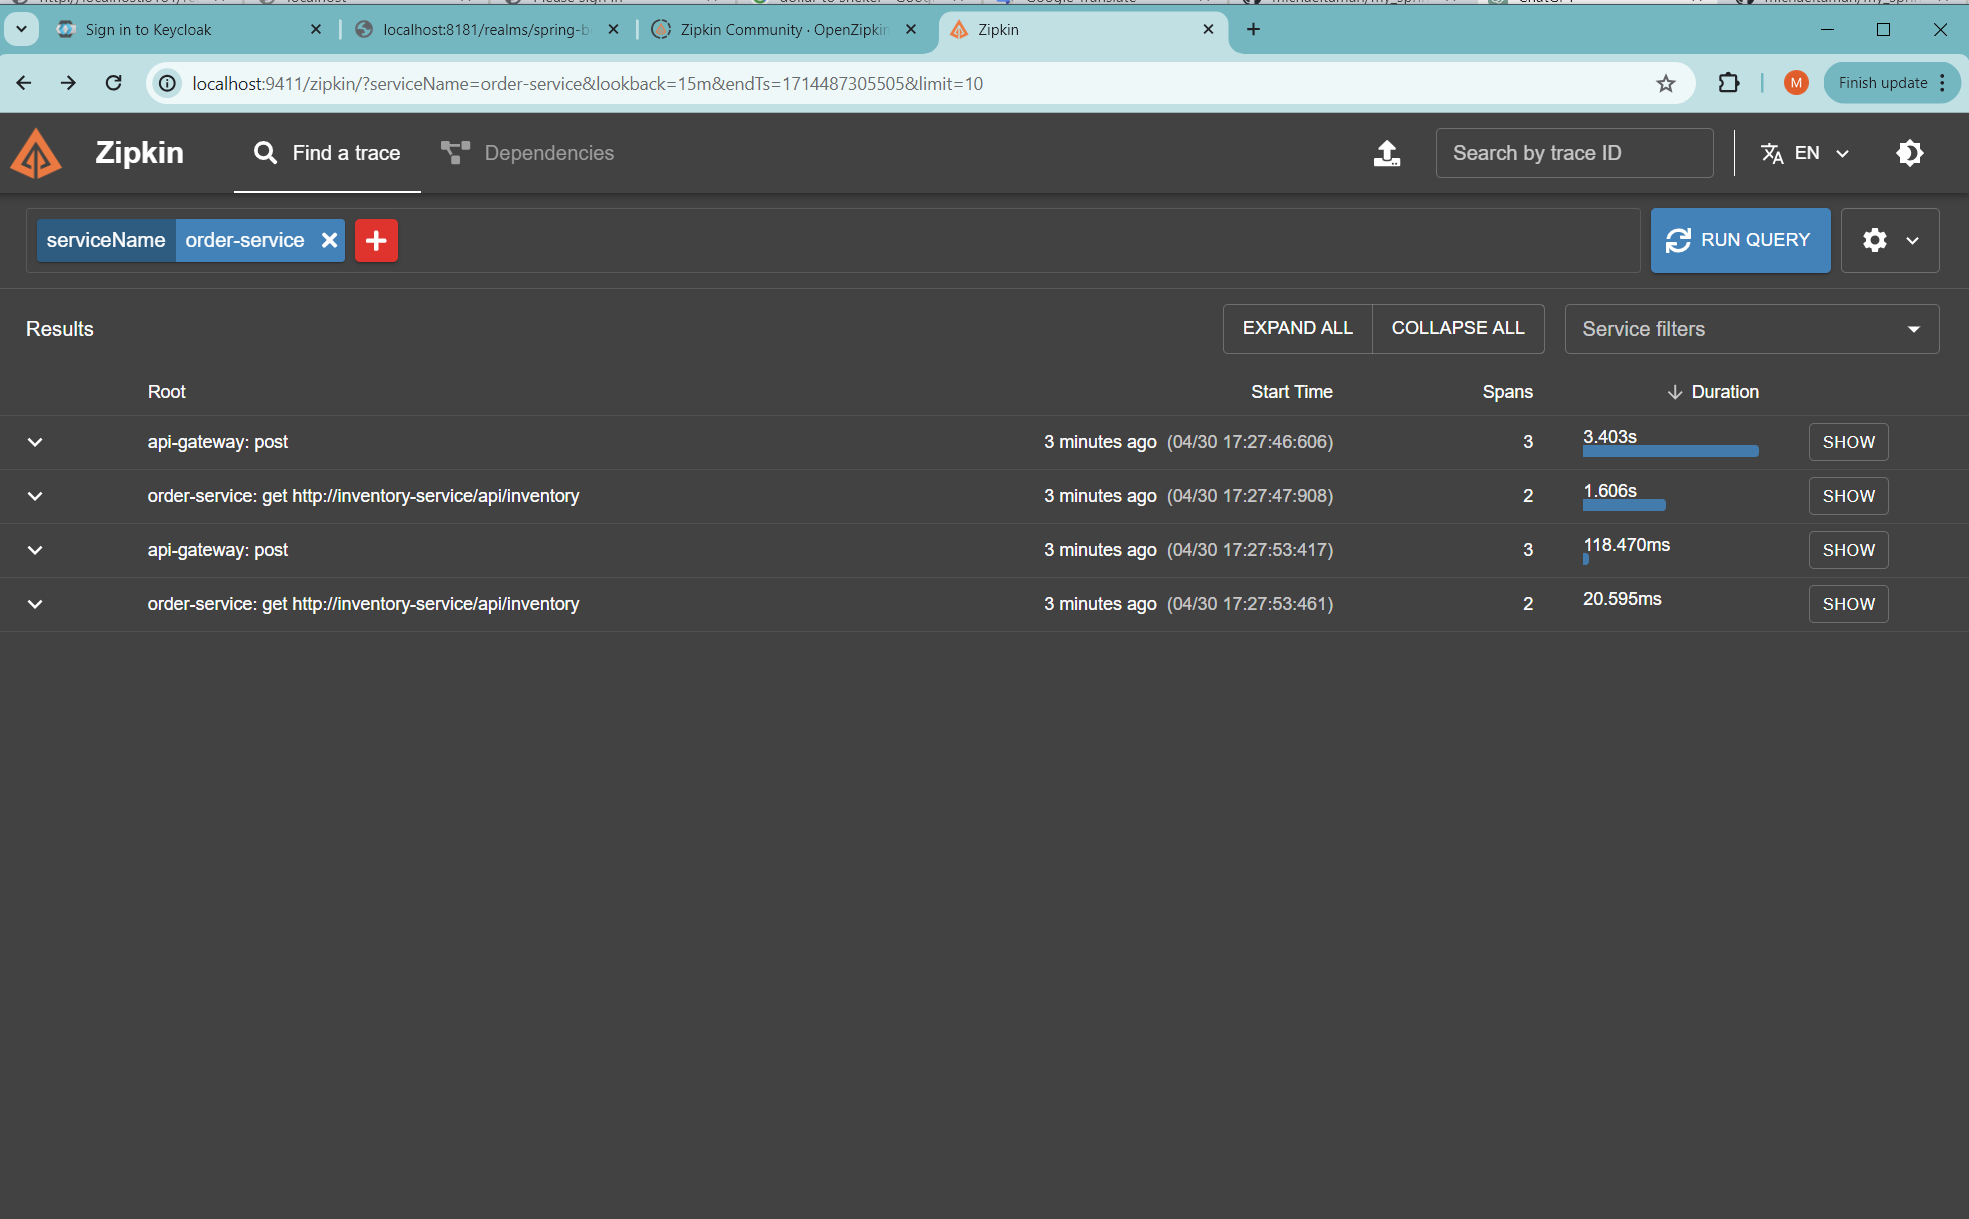 Sign in to Keycloak
localhost:8181/realms/spring-b
Zipkin Community · OpenZipkin
Zipkin
localhost:9411/zipkin/?serviceName=order-service&lookback=15m&endTs=1714487305505&limit=10
M
Finish update
Zipkin
Find a trace
Dependencies
Search by trace ID
EN
serviceName order-service
RUN QUERY
Results
EXPAND ALL
COLLAPSE ALL
Service filters
Root Start Time Spans Duration
api-gateway: post 3 minutes ago (04/30 17:27:46:606) 3 3.403s SHOW
order-service: get http://inventory-service/api/inventory 3 minutes ago (04/30 17:27:47:908) 2 1.606s SHOW
api-gateway: post 3 minutes ago (04/30 17:27:53:417) 3 118.470ms SHOW
order-service: get http://inventory-service/api/inventory 3 minutes ago (04/30 17:27:53:461) 2 20.595ms SHOW